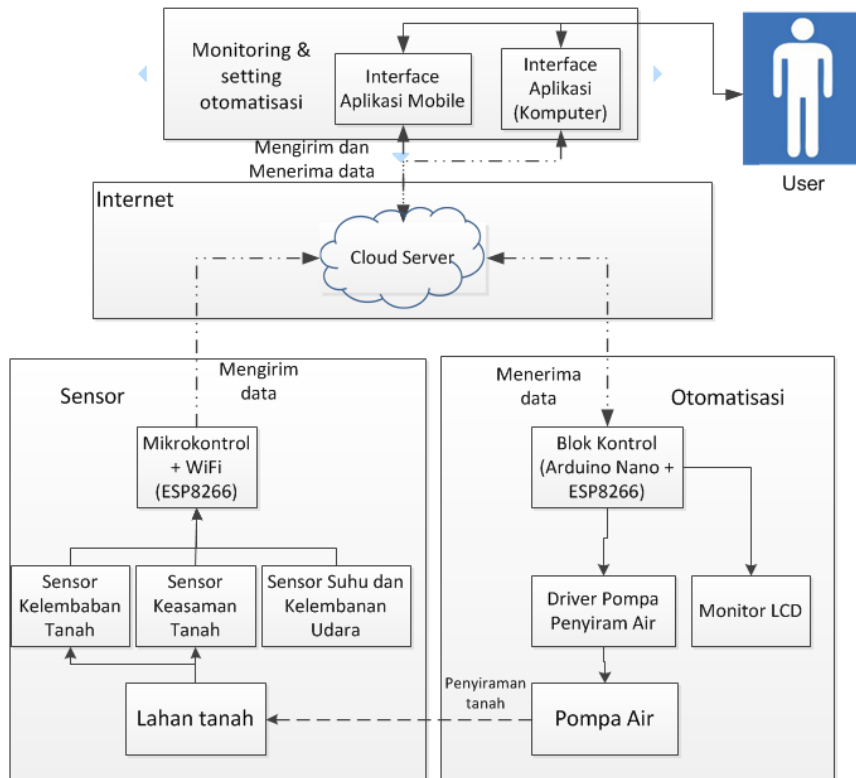 Monitoring &
setting
otomatisasi
Interface
Aplikasi Mobile
Interface
Aplikasi
(Komputer)
User
Mengirim dan
Menerima data
Internet
Cloud Server
Mengirim
data
Menerima
data
Sensor
Otomatisasi
Mikrokontrol
+ WiFi
(ESP8266)
Blok Kontrol
(Arduino Nano +
ESP8266)
Sensor
Kelembaban
Tanah
Sensor
Keasaman
Tanah
Sensor Suhu dan
Kelembanan
Udara
Driver Pompa
Penyiram Air
Monitor LCD
Lahan tanah
Penyiraman
tanah
Pompa Air